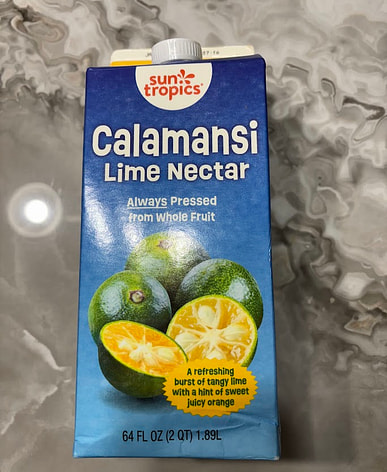 sun
tropics®
Calamansi
Lime Nectar
Always Pressed
from Whole Fruit
A refreshing
burst of tangy lime
with a hint of sweet
juicy orange
64 FL OZ (2 QT) 1.89L